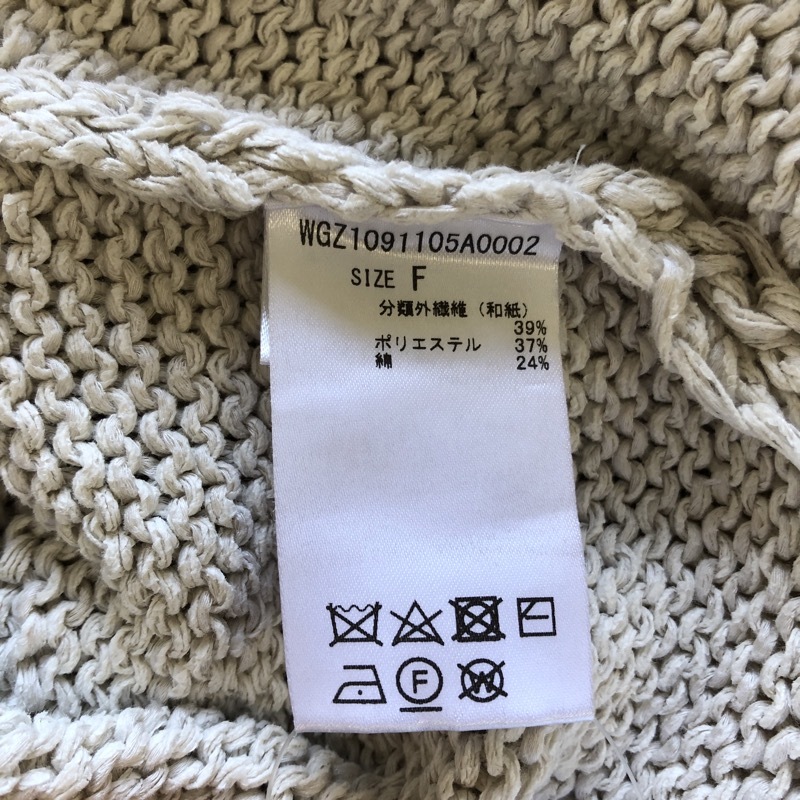 WGZ1091105A0002
SIZE F
分類外繊維（和紙）
39%
ポリエステル 37%
綿 24%
F
W